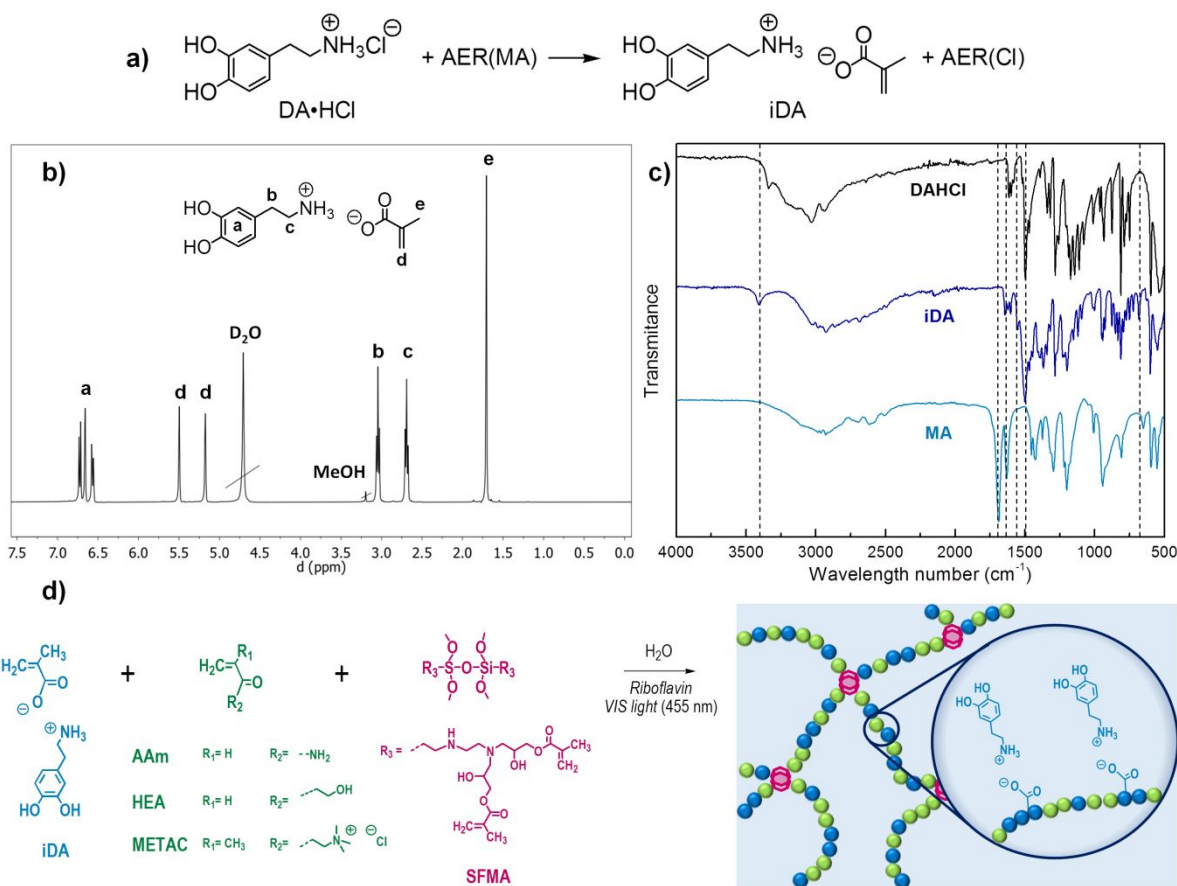 a)
HO
HO
⊕
NH3Cl⊖
+ AER(MA)
DA•HCl
HO
HO
⊕
NH3
⊖
O
O
+ AER(Cl)
iDA
b)
HO
HO
a
b
c
⊕
NH3
⊖
O
O
e
d
a
d
d
D2O
MeOH
b
c
e
7.5 7.0 6.5 6.0 5.5 5.0 4.5 4.0 3.5 3.0 2.5 2.0 1.5 1.0 0.5 0.0
d (ppm)
c)
DAHCl
iDA
MA
Transmitance
4000 3500 3000 2500 2000 1500 1000 500
Wavelength number (cm-1)
d)
H2C
CH3
O
O
⊖
⊕
NH3
OH OH
iDA
+
H2C
R1
O
R2
AAm R1= H R2= NH2
HEA R1= H R2= OH
METAC R1= CH3 R2= N⊕ ⊖Cl
+
O O
R3-S-O-Si-R3
O O
R3 =
H
N
N
OH
O
O
CH3
CH2
HO
O
O
H2C
CH3
SFMA
H2O
Riboflavin
VIS light (455 nm)
HO
HO
NH3
⊕
HO
HO
NH3
⊕
⊖O
O
⊖O
O